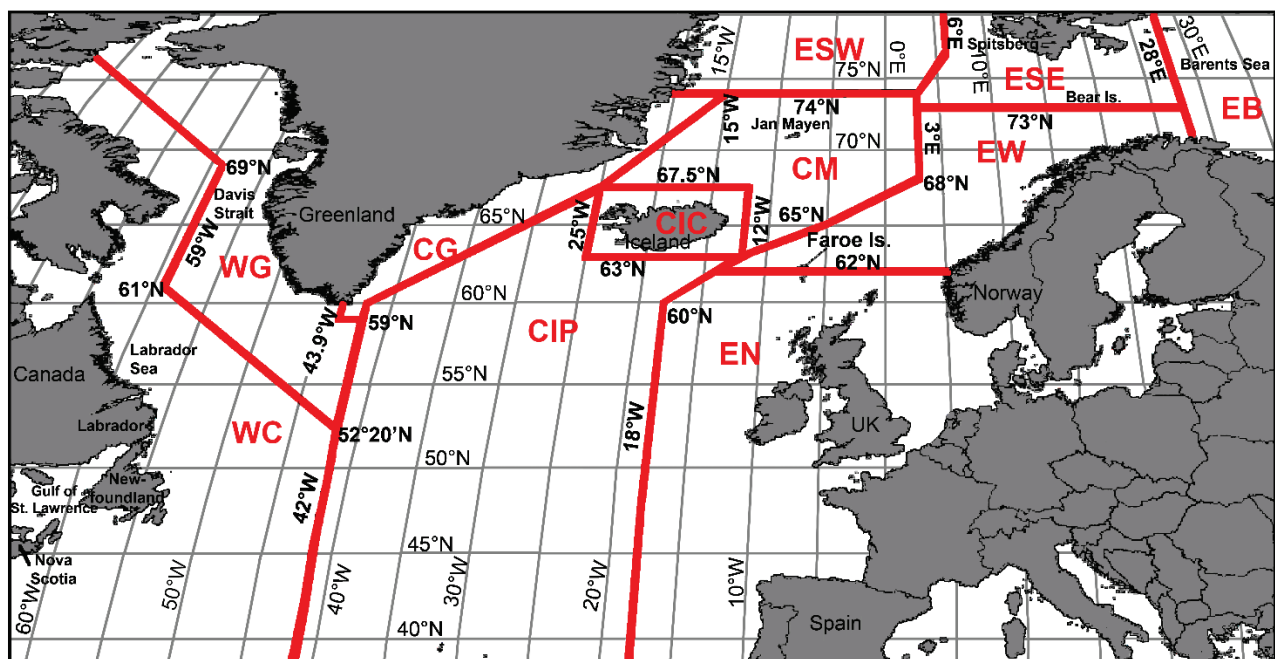 ESW
6°E
Spitsberg
30°E
15°W
0°E
10°E
28°E
Barents Sea
75°N
ESE
Bear Is.
EB
74°N
73°N
15°W
Jan Mayen
3°E
EW
70°N
CM
69°N
67.5°N
68°N
Davis
Strait
Greenland
65°N
25°W
CIC
12°W
65°N
59°W
WG
CG
Iceland
Faroe Is.
63°N
62°N
61°N
60°N
Norway
43.9°W
59°N
CIP
60°N
EN
Labrador
Sea
Canada
55°N
Labrador
WC
52°20’N
18°W
UK
50°N
New-
foundland
Gulf of
St. Lawrence
42°W
45°N
Nova
Scotia
60°W
50°W
40°W
30°W
20°W
10°W
Spain
40°N